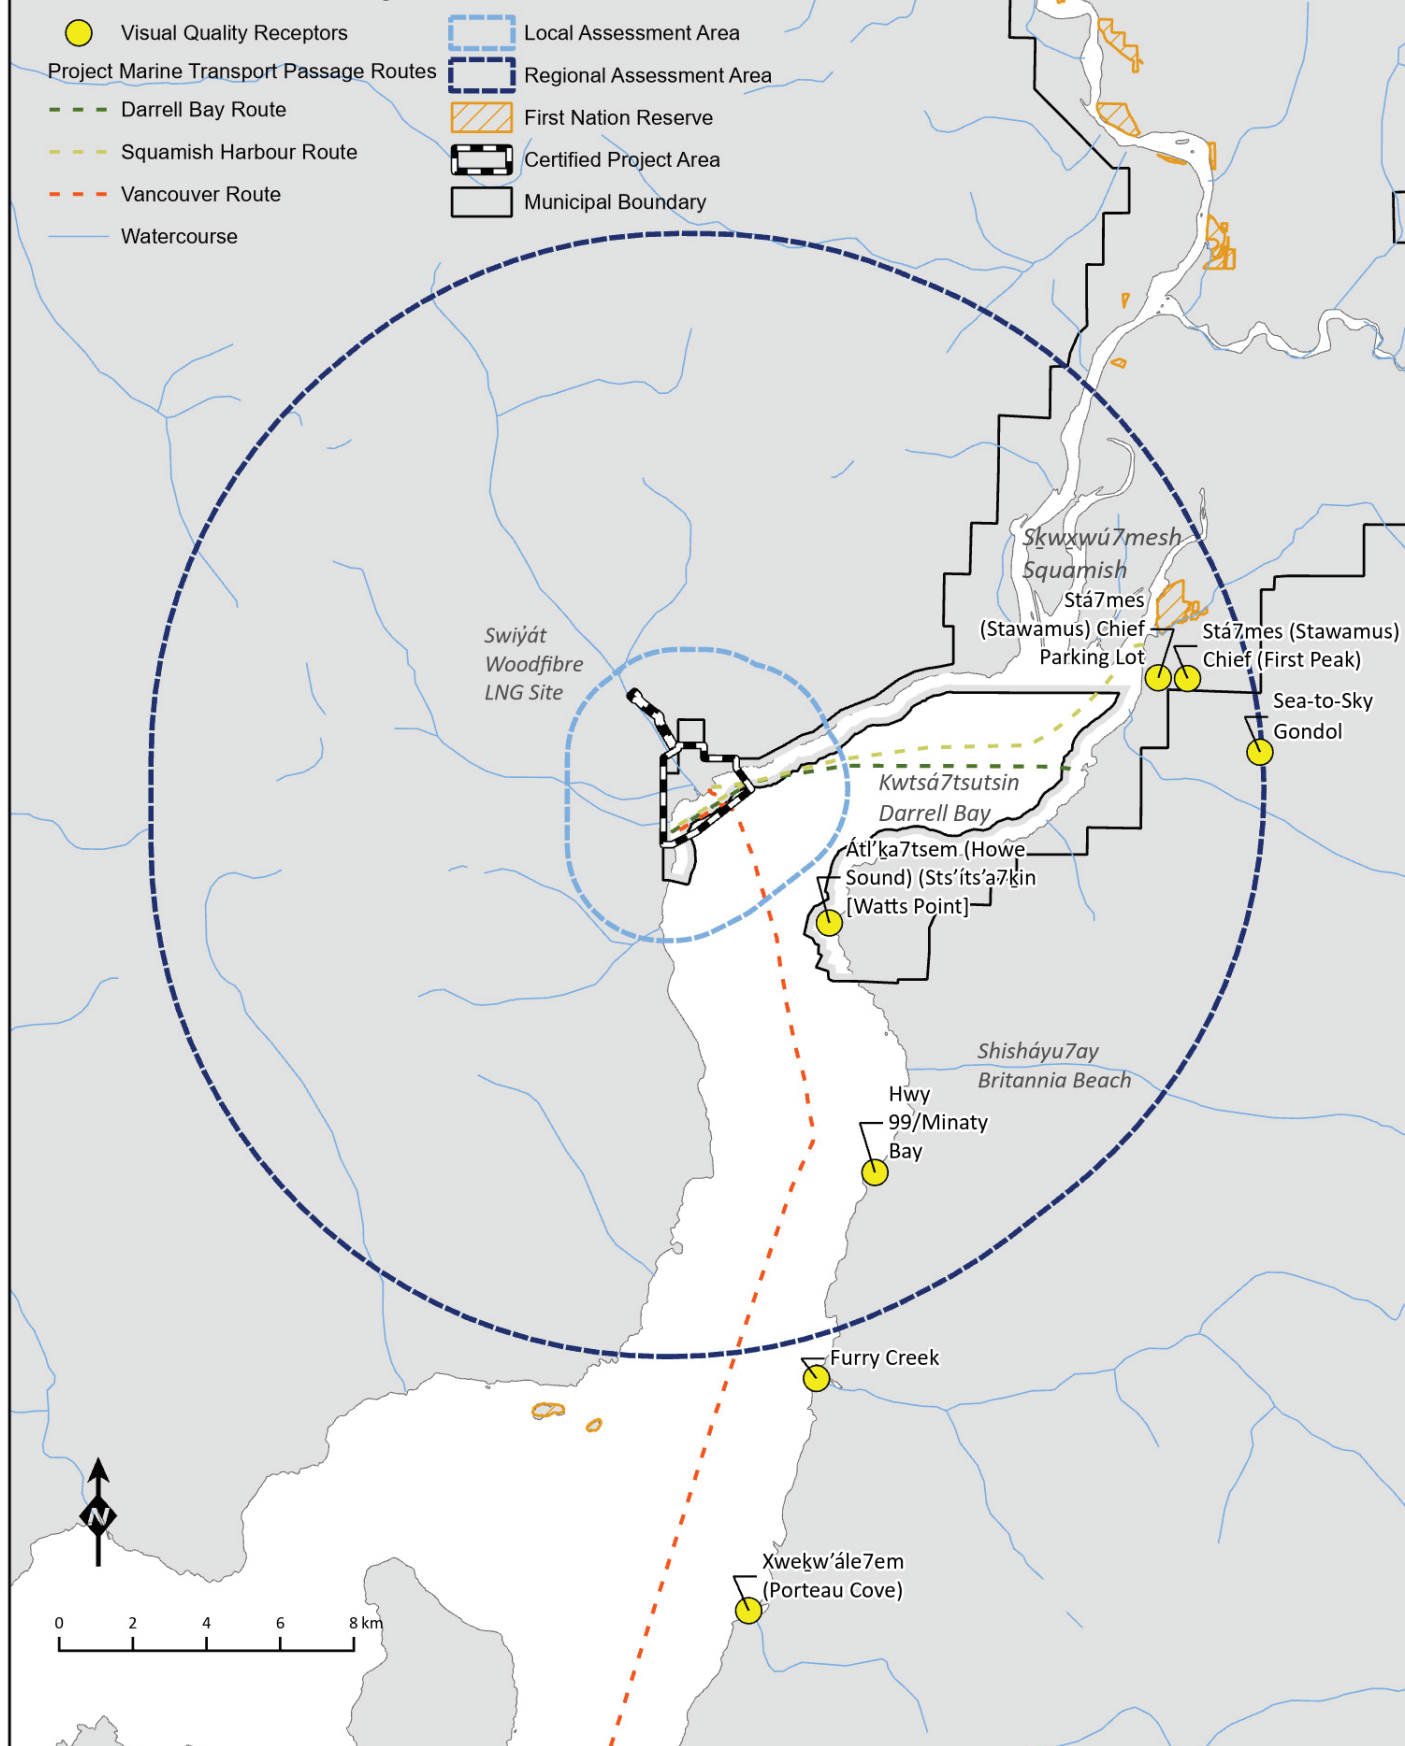 Visual Quality Receptors
Project Marine Transport Passage Routes
Darrell Bay Route
Squamish Harbour Route
Vancouver Route
Watercourse
Local Assessment Area
Regional Assessment Area
First Nation Reserve
Certified Project Area
Municipal Boundary
Sḵwx̱wú7mesh
Squamish
Stá7mes
(Stawamus) Chief
Parking Lot
Stá7mes (Stawamus)
Chief (First Peak)
Sea-to-Sky
Gondol
Swiy̓át
Woodfibre
LNG Site
Kwtsá7tsutsin
Darrell Bay
Átl’ḵa7tsem (Howe
Sound) (Sts’íts’a7ḵin
[Watts Point]
Shisháyu7ay
Britannia Beach
Hwy
99/Minaty
Bay
Furry Creek
Xweḵw’ále7em
(Porteau Cove)
N
0 2 4 6 8 km